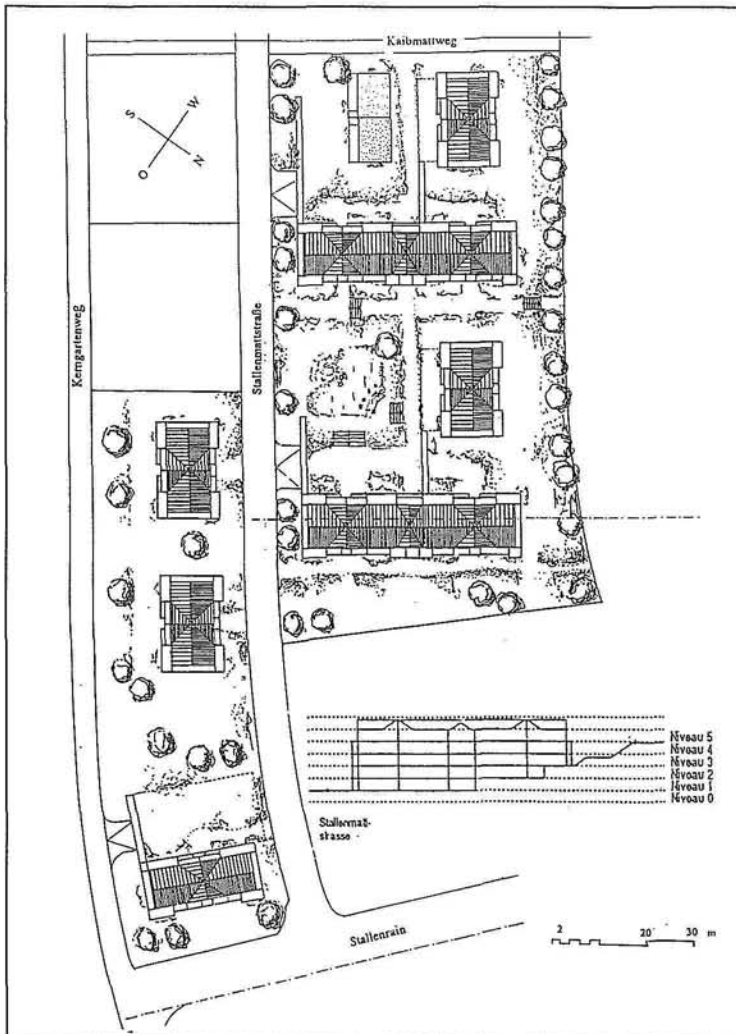 Kaibmattweg
S
W
O
N
Kerngartenweg
Stallenmattstraße
Niveau 5
Niveau 4
Niveau 3
Niveau 2
Niveau 1
Niveau 0
Stallenmatt-
strasse
Stallenrain
2 20 30 m